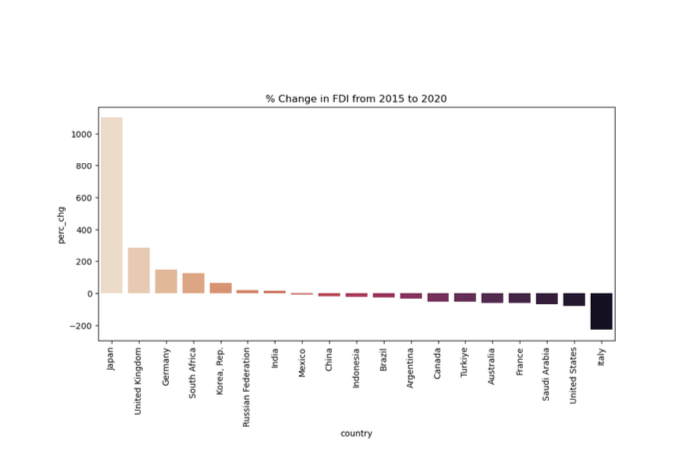 % Change in FDI from 2015 to 2020
1000
800
600
400
200
0
−200
perc_chg
Japan
United Kingdom
Germany
South Africa
Korea, Rep.
Russian Federation
India
Mexico
China
Indonesia
Brazil
Argentina
Canada
Turkiye
Australia
France
Saudi Arabia
United States
Italy
country